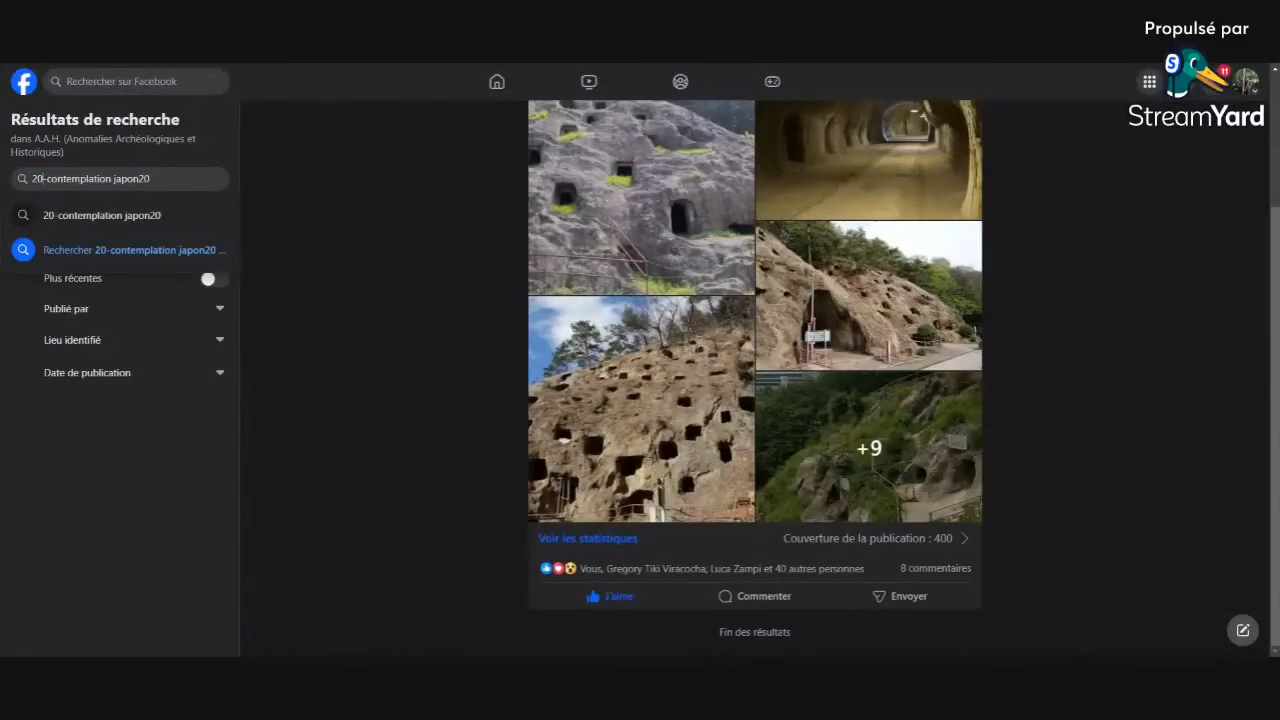 Propulsé par
StreamYard
Rechercher sur Facebook
11
Résultats de recherche
dans A.A.H. (Anomalies Archéologiques et
Historiques)
20-contemplation japon20
20-contemplation japon20
Rechercher 20-contemplation japon20 ...
Plus récentes
Publié par
Lieu identifié
Date de publication
+9
Voir les statistiques
Couverture de la publication : 400
Vous, Gregory Tiki Viracocha, Luca Zampi et 40 autres personnes
8 commentaires
J'aime
Commenter
Envoyer
Fin des résultats